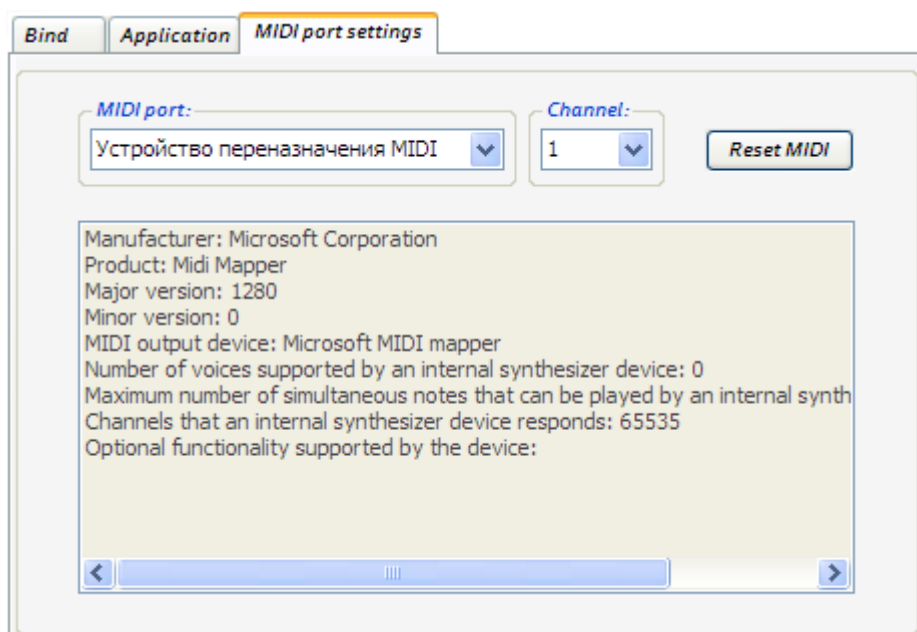 Bind Application MIDI port settings
MIDI port: Channel:
Устройство переназначения MIDI 1 Reset MIDI
Manufacturer: Microsoft Corporation
Product: Midi Mapper
Major version: 1280
Minor version: 0
MIDI output device: Microsoft MIDI mapper
Number of voices supported by an internal synthesizer device: 0
Maximum number of simultaneous notes that can be played by an internal synth
Channels that an internal synthesizer device responds: 65535
Optional functionality supported by the device: